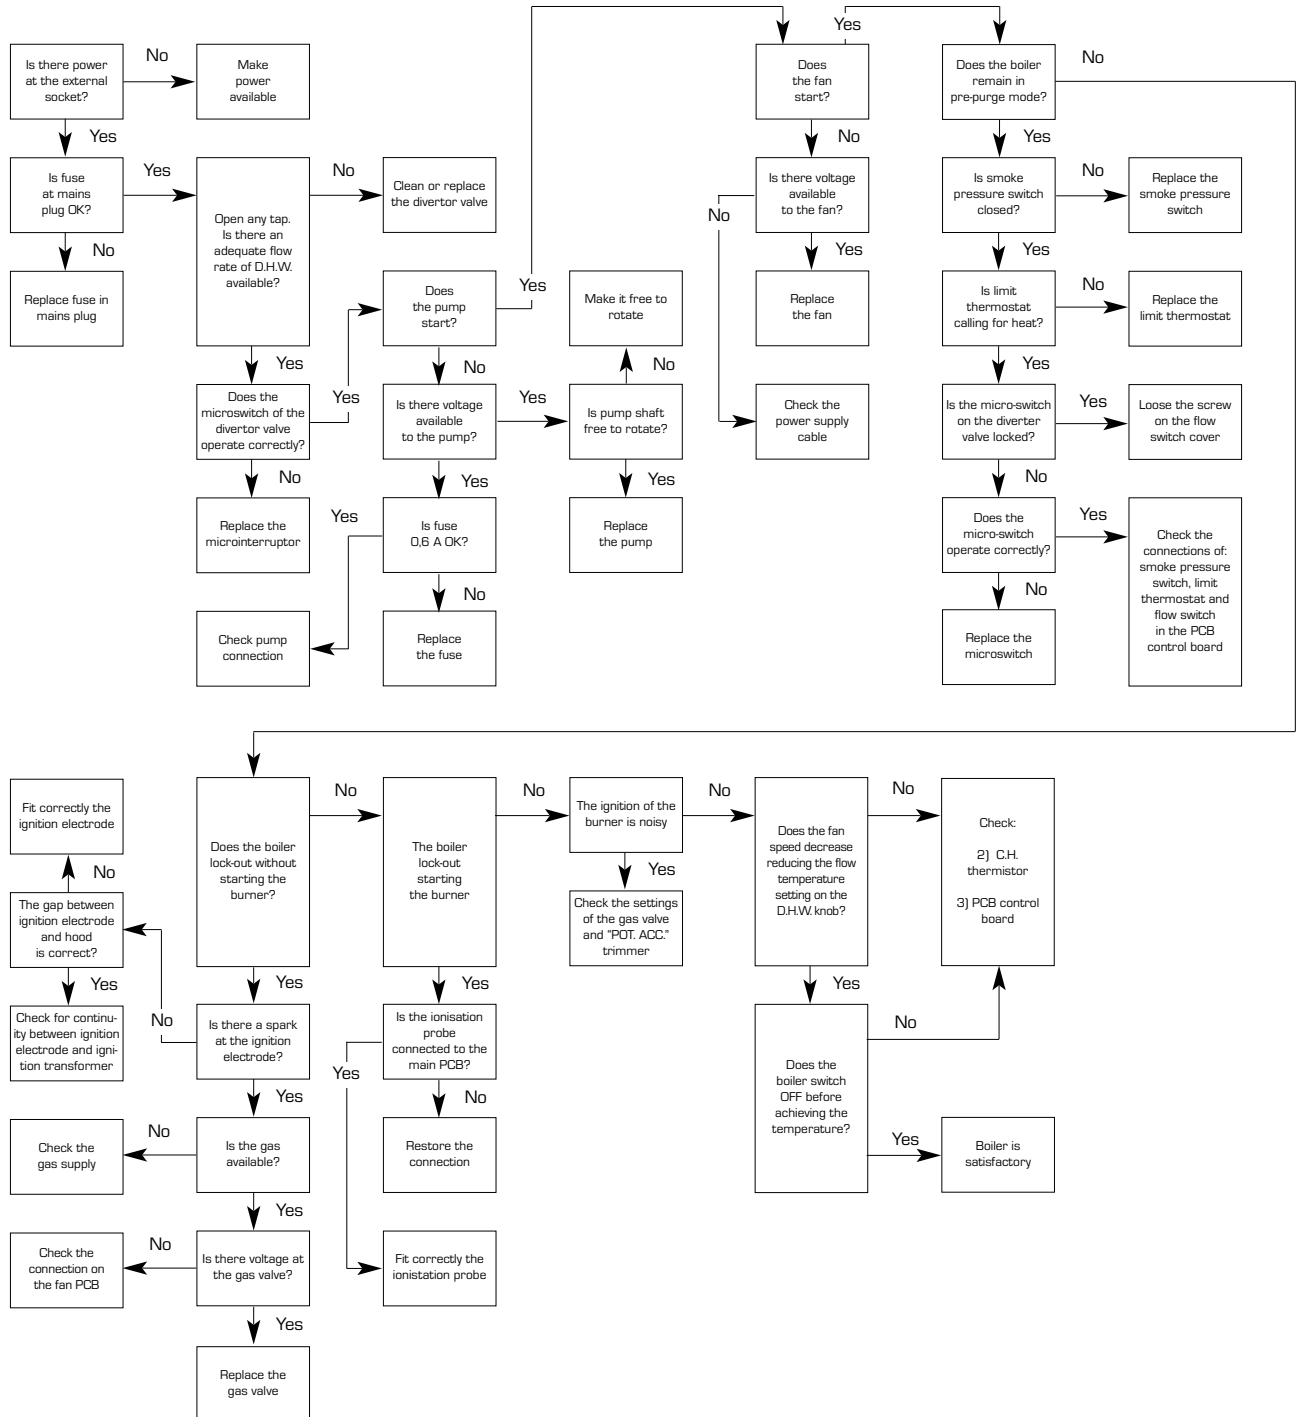 Is there power
at the external
socket?
No
Make
power
available
Yes
Is fuse
at mains
plug OK?
Yes
No
Replace fuse in
mains plug
Open any tap.
Is there an
adequate flow
rate of D.H.W.
available?
No
Clean or replace
the divertor valve
Yes
Does the
microswitch of the
divertor valve
operate correctly?
Yes
No
Replace the
microinterruptor
Does
the pump
start?
Yes
No
Is there voltage
available
to the pump?
Yes
Is pump shaft
free to rotate?
No
Make it free to
rotate
Yes
Replace
the pump
Yes
Is fuse
0,6 A OK?
Yes
Check pump
connection
No
Replace
the fuse
Does
the fan
start?
Yes
No
Is there voltage
available
to the fan?
No
Yes
Replace
the fan
Check the
power supply
cable
Does the boiler
remain in
pre-purge mode?
No
Yes
Is smoke
pressure switch
closed?
No
Replace the
smoke pressure
switch
Yes
Is limit
thermostat
calling for heat?
No
Replace the
limit thermostat
Yes
Is the micro-switch
on the diverter
valve locked?
Yes
Loose the screw
on the flow
switch cover
No
Does the
micro-switch
operate correctly?
Yes
Check the
connections of:
smoke pressure
switch, limit
thermostat and
flow switch
in the PCB
control board
No
Replace the
microswitch
Does the boiler
lock-out without
starting the
burner?
No
Yes
Is there a spark
at the ignition
electrode?
No
The gap between
ignition electrode
and hood
is correct?
No
Fit correctly the
ignition electrode
Yes
Check for continu-
ity between ignition
electrode and igni-
tion transformer
Yes
Is the gas
available?
No
Check the
gas supply
Yes
Is there voltage at
the gas valve?
No
Check the
connection on
the fan PCB
Yes
Replace the
gas valve
The boiler
lock-out
starting
the burner
No
Yes
Is the ionisation
probe
connected to the
main PCB?
Yes
No
Restore the
connection
Fit correctly the
ionistation probe
The ignition of the
burner is noisy
No
Yes
Check the settings
of the gas valve
and "POT. ACC."
trimmer
Does the fan
speed decrease
reducing the flow
temperature
setting on the
D.H.W. knob?
No
Check:
2) C.H.
thermistor
3) PCB control
board
Yes
Does the
boiler switch
OFF before
achieving the
temperature?
No
Yes
Boiler is
satisfactory